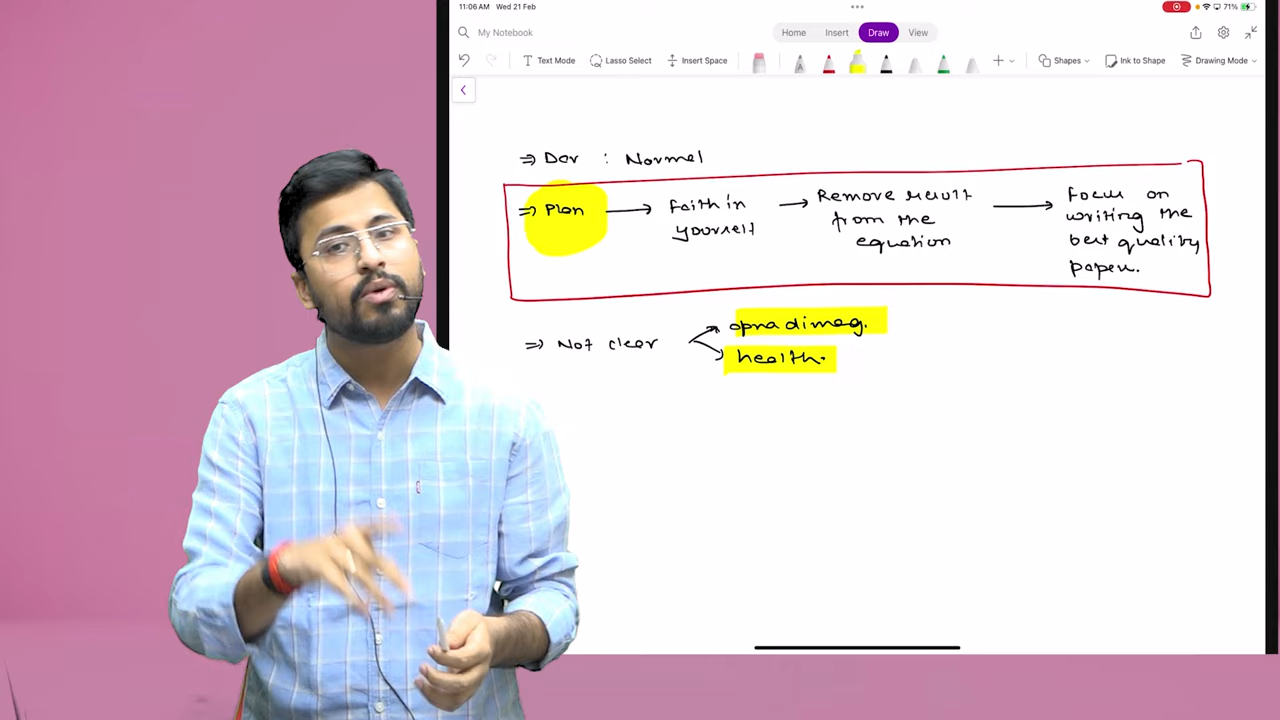 11:06 AM Wed 21 Feb
71%
My Notebook
Home Insert Draw View
Text Mode Lasso Select Insert Space Shapes Ink to Shape Drawing Mode
⇒ Dar : Normal
⇒ Plan → Faith in yourself → Remove result from the equation → Focus on writing the best quality paper.
⇒ Not clear
apna dimag.
health.